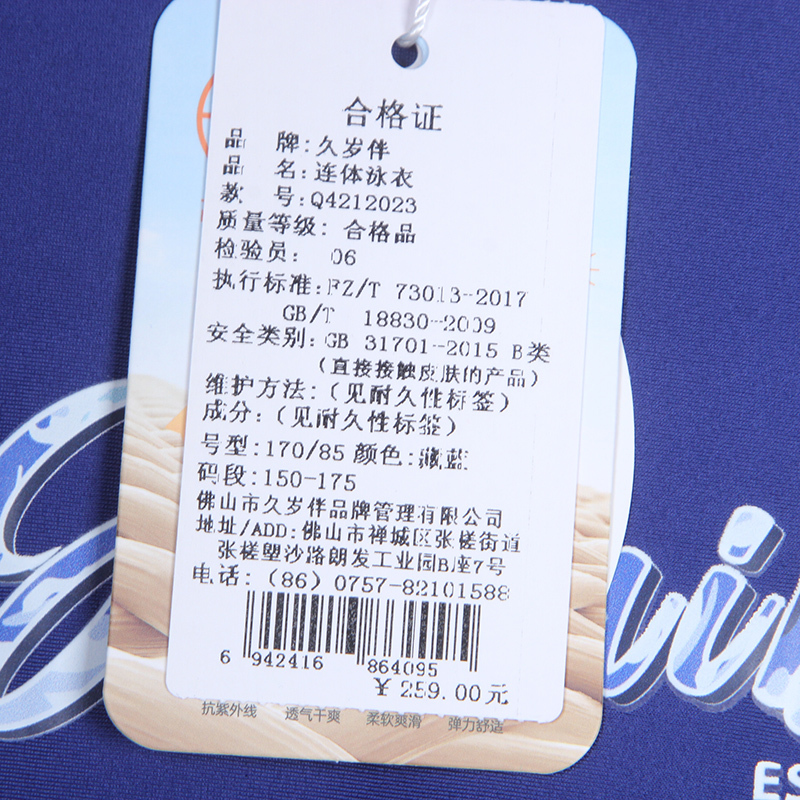 合格证
品 牌:久岁伴
品 名:连体泳衣
款 号:Q4212023
质量等级: 合格品
检验员: 06
执行标准:FZ/T 73013-2017
GB/T 18830-2009
安全类别:GB 31701-2015 B类
(直接接触皮肤的产品)
维护方法:(见耐久性标签)
成分:(见耐久性标签)
号型:170/85 颜色:藏蓝
码段:150-175
佛山市久岁伴品牌管理有限公司
地址/ADD:佛山市禅城区张槎街道
张槎塱沙路朗发工业园B座7号
电话: (86) 0757-82101588
6 942416 864095
¥ 259.00元
抗紫外线 透气干爽 柔软爽滑 弹力舒适
ES